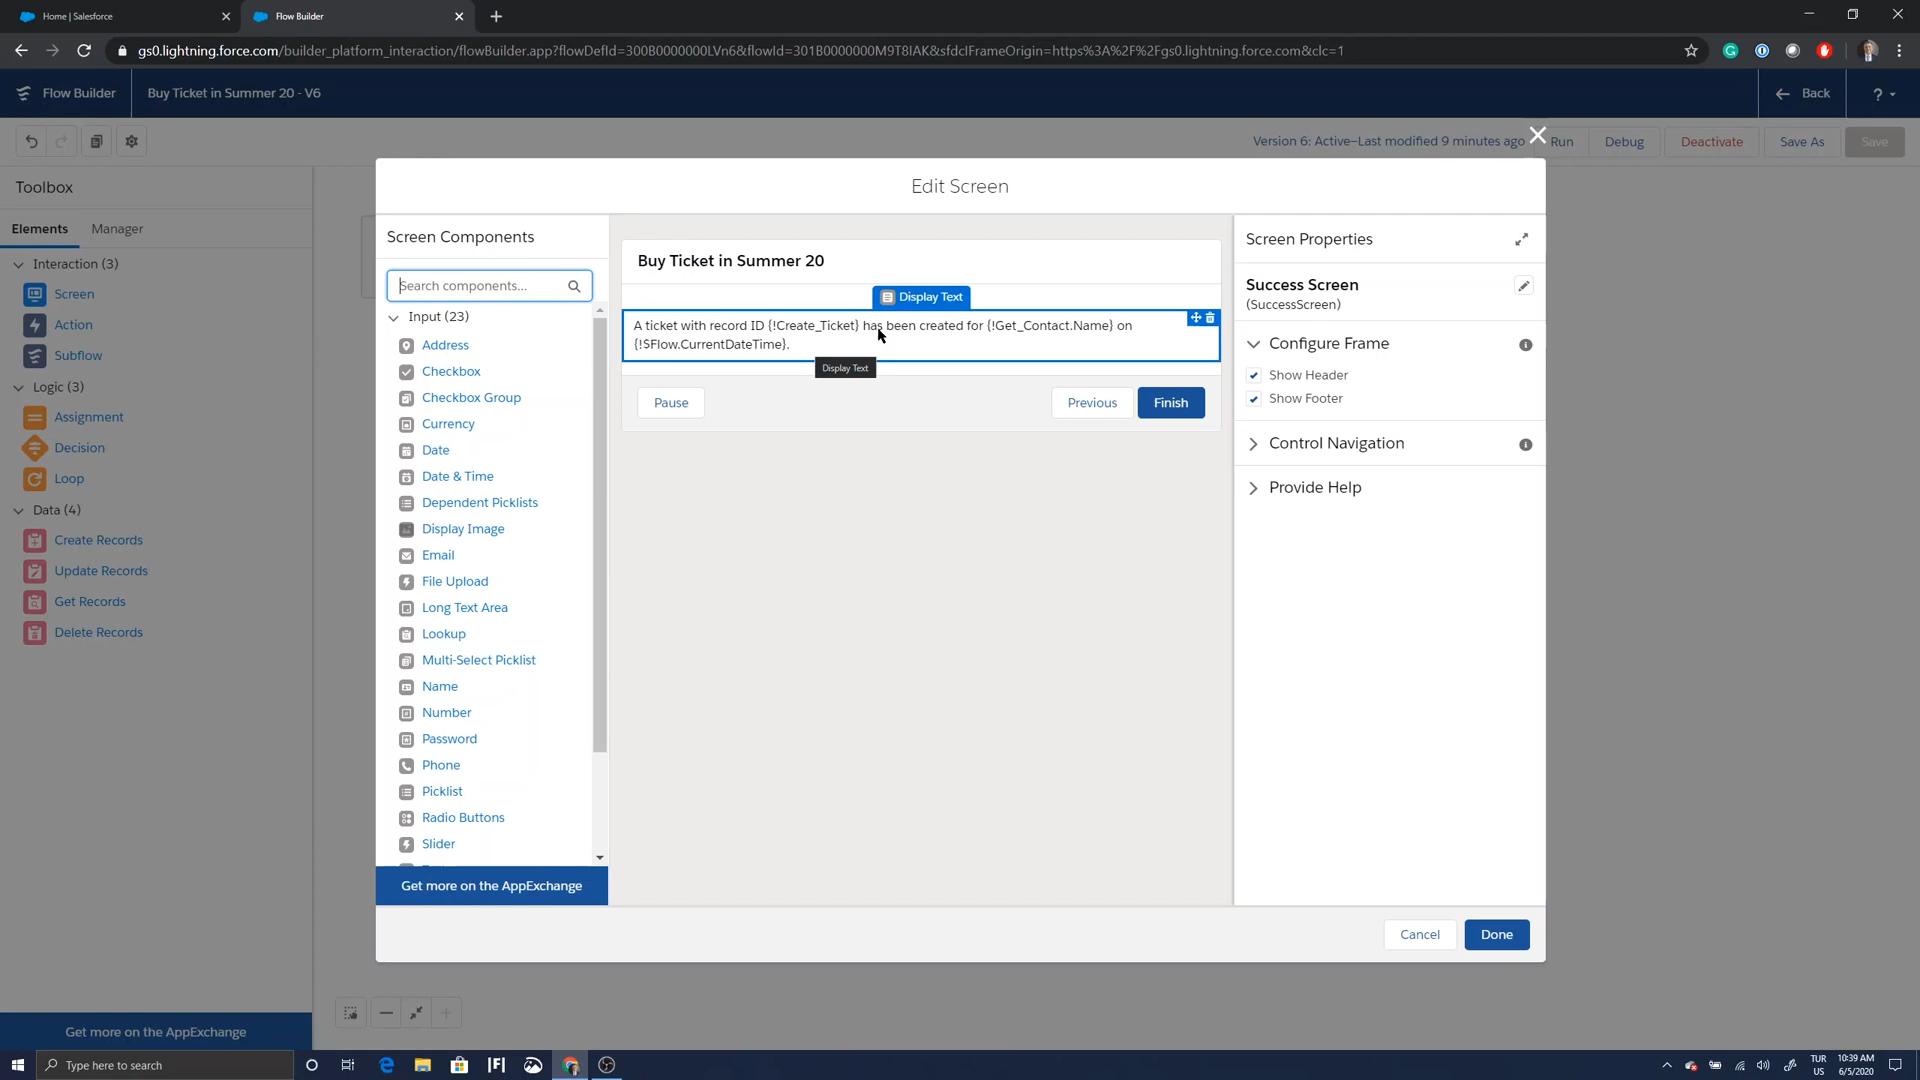 Home | Salesforce
Flow Builder
gs0.lightning.force.com/builder_platform_interaction/flowBuilder.app?flowDefId=300B0000000LVn6&flowId=301B0000000M9T8IAK&sfdcIFrameOrigin=https%3A%2F%2Fgs0.lightning.force.com&clc=1
Flow Builder
Buy Ticket in Summer 20 - V6
Back
?
Version 6: Active—Last modified 9 minutes ago
Run
Debug
Deactivate
Save As
Save
Toolbox
Elements
Manager
Interaction (3)
Screen
Action
Subflow
Logic (3)
Assignment
Decision
Loop
Data (4)
Create Records
Update Records
Get Records
Delete Records
Get more on the AppExchange
Edit Screen
Screen Components
Search components...
Input (23)
Address
Checkbox
Checkbox Group
Currency
Date
Date & Time
Dependent Picklists
Display Image
Email
File Upload
Long Text Area
Lookup
Multi-Select Picklist
Name
Number
Password
Phone
Picklist
Radio Buttons
Slider
Get more on the AppExchange
Buy Ticket in Summer 20
Display Text
A ticket with record ID {!Create_Ticket} has been created for {!Get_Contact.Name} on
{!$Flow.CurrentDateTime}.
Display Text
Pause
Previous
Finish
Screen Properties
Success Screen
(SuccessScreen)
Configure Frame
Show Header
Show Footer
Control Navigation
Provide Help
Cancel
Done
Type here to search
TUR
US
10:39 AM
6/5/2020